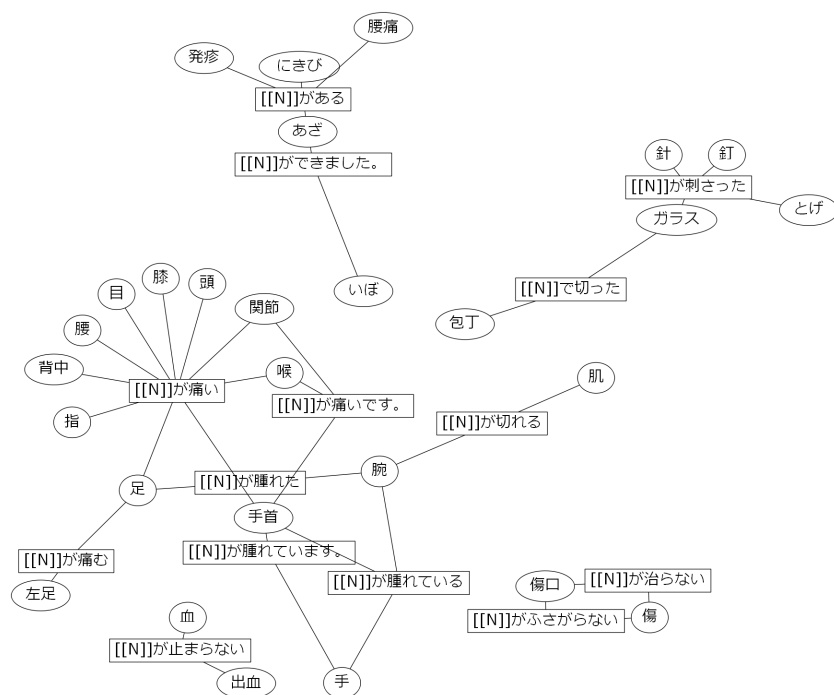 腰痛
発疹
にきび
[[N]]がある
あざ
[[N]]ができました。
針
釘
[[N]]が刺さった
とげ
ガラス
いぼ
[[N]]で切った
包丁
膝
頭
目
関節
腰
背中
喉
肌
[[N]]が痛い
[[N]]が痛いです。
指
[[N]]が切れる
足
[[N]]が腫れた
腕
手首
[[N]]が腫れています。
[[N]]が痛む
[[N]]が腫れている
左足
傷口
[[N]]が治らない
血
[[N]]がふさがらない
傷
[[N]]が止まらない
出血
手